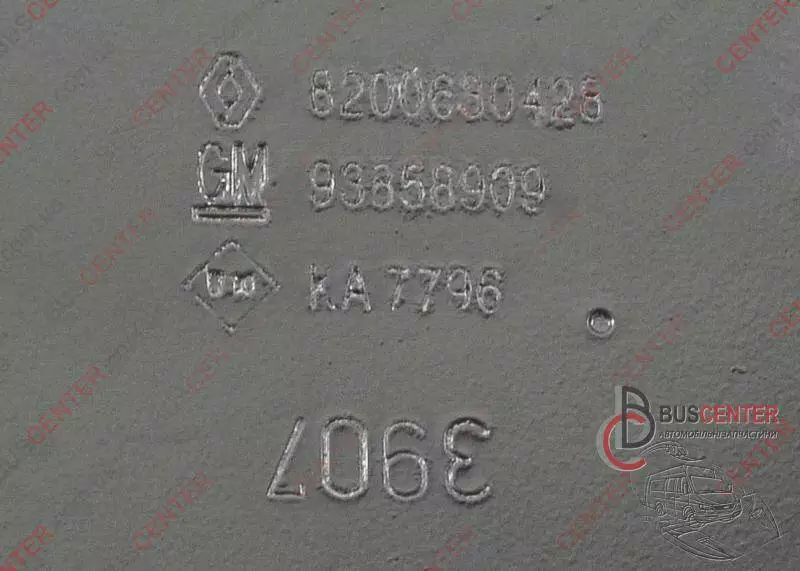 8200630428
GM 93858909
KA 7796
3907
BUSCENTER
АВТОМОБІЛЬНІ ЗАПЧАСТИНИ